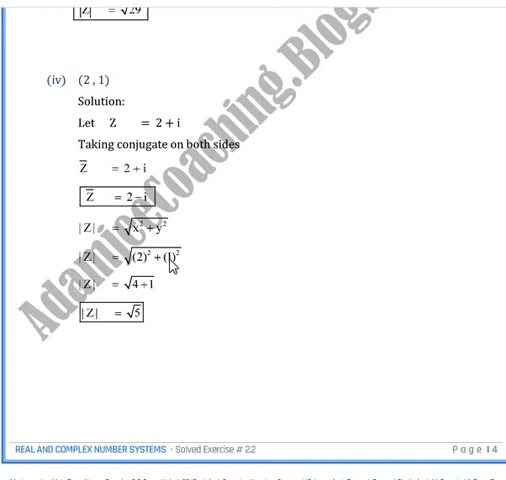 |Z| = √29
(iv) (2 , 1)
Solution:
Let Z = 2 + i
Taking conjugate on both sides
Z̅ = 2 + i
Z̅ = 2 − i
|Z| = √x² + y²
|Z| = √(2)² + (1)²
|Z| = √4 + 1
|Z| = √5
AdamjeeCoaching.Blogs
REAL AND COMPLEX NUMBER SYSTEMS - Solved Exercise # 2.2
Page | 4